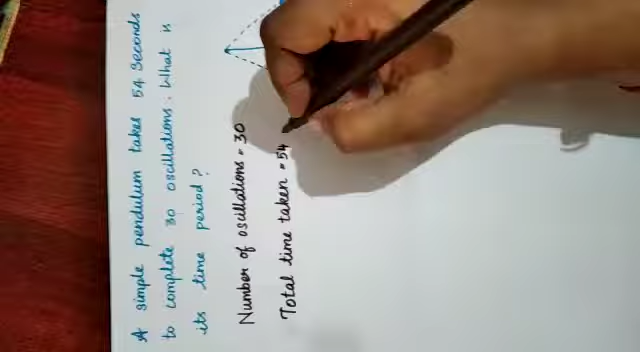 A simple pendulum takes 54 seconds
to complete 30 oscillations. What is
its time period?
Number of oscillations = 30
Total time taken = 54